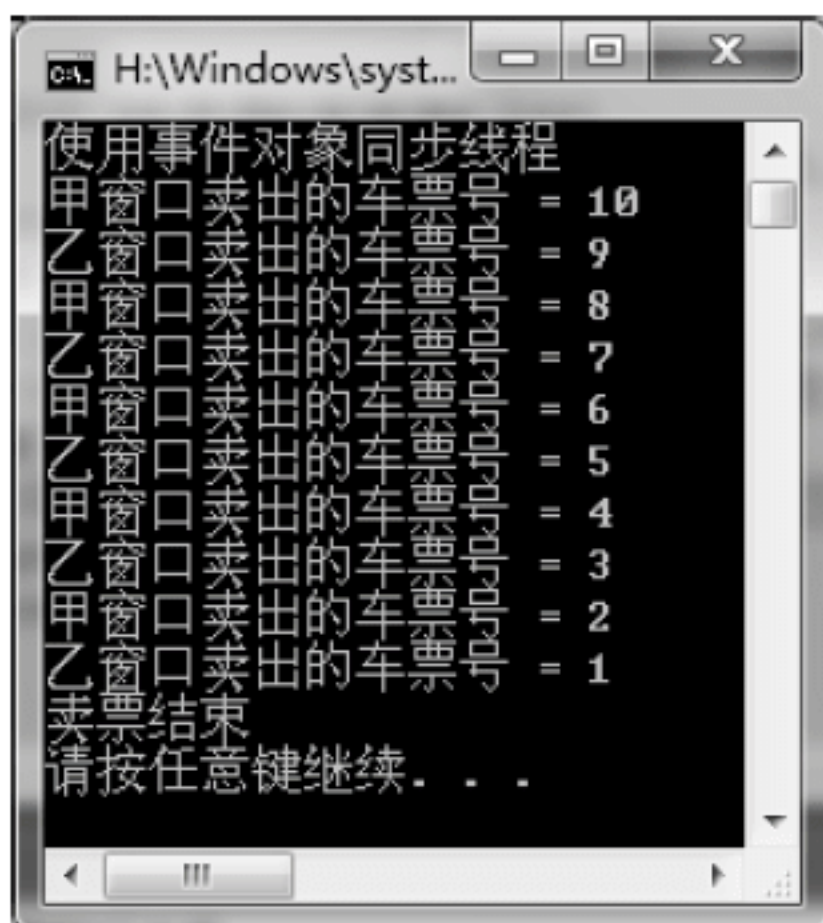 H:\Windows\syst...
使用事件对象同步线程
甲窗口卖出的车票号 = 10
乙窗口卖出的车票号 = 9
甲窗口卖出的车票号 = 8
乙窗口卖出的车票号 = 7
甲窗口卖出的车票号 = 6
乙窗口卖出的车票号 = 5
甲窗口卖出的车票号 = 4
乙窗口卖出的车票号 = 3
甲窗口卖出的车票号 = 2
乙窗口卖出的车票号 = 1
卖票结束
请按任意键继续. . .